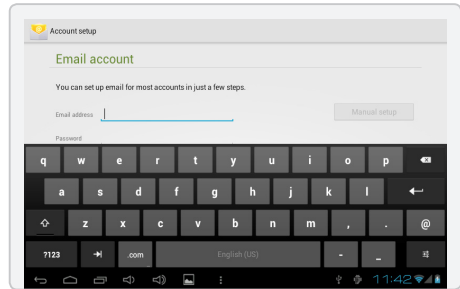 Account setup
Email account
You can set up email for most accounts in just a few steps.
Email address
Manual setup
Password
q w e r t y u i o p
a s d f g h j k l
z x c v b n m , . @
?123 .com English (US) - _
11:42